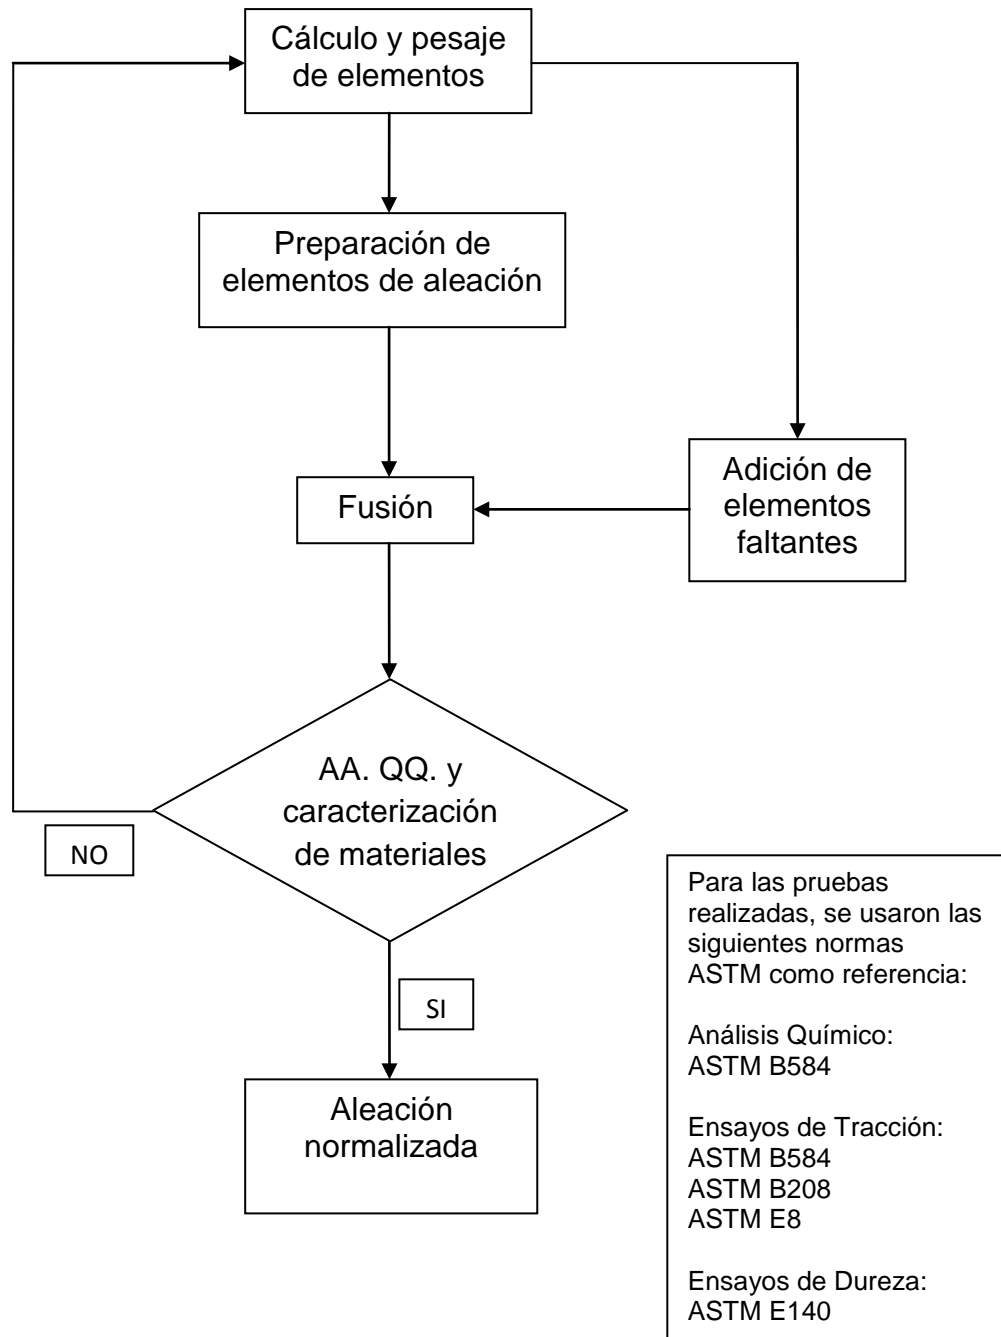 Cálculo y pesaje
de elementos
Preparación de
elementos de aleación
Fusión
Adición de
elementos
faltantes
AA. QQ. y
caracterización
de materiales
NO
SI
Aleación
normalizada
Para las pruebas
realizadas, se usaron las
siguientes normas
ASTM como referencia:
Análisis Químico:
ASTM B584
Ensayos de Tracción:
ASTM B584
ASTM B208
ASTM E8
Ensayos de Dureza:
ASTM E140